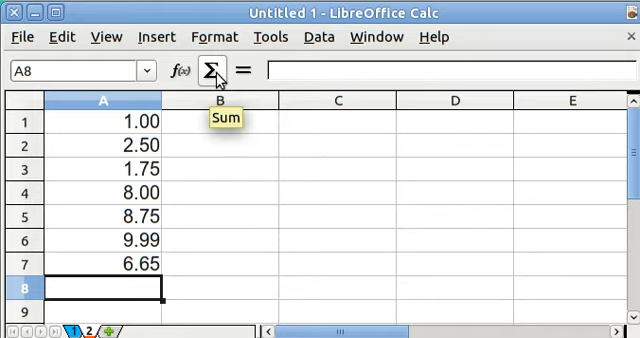 Untitled 1 - LibreOffice Calc
File Edit View Insert Format Tools Data Window Help
A8 f(x) Σ =
Sum
A B C D E
1 1.00
2 2.50
3 1.75
4 8.00
5 8.75
6 9.99
7 6.65
8
9
1 2